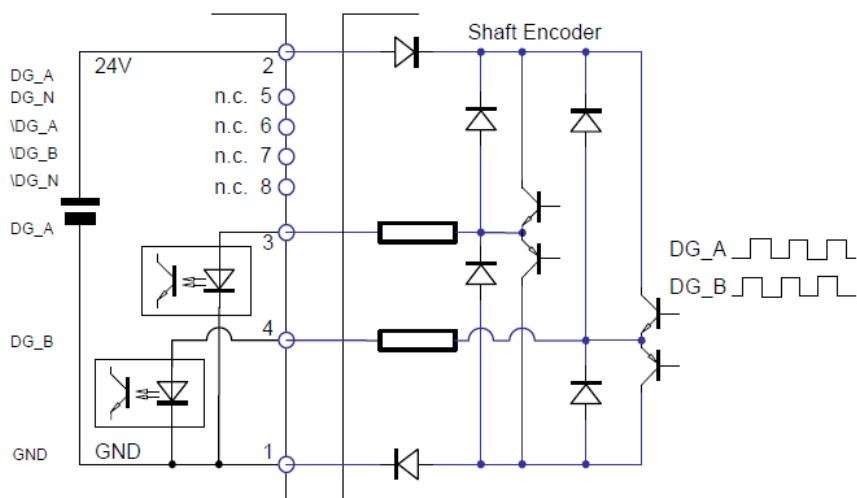 Shaft Encoder
24V 2
DG_A
DG_N n.c. 5
\DG_A n.c. 6
\DG_B n.c. 7
\DG_N n.c. 8
DG_A 3
DG_A
DG_B
DG_B 4
GND GND 1